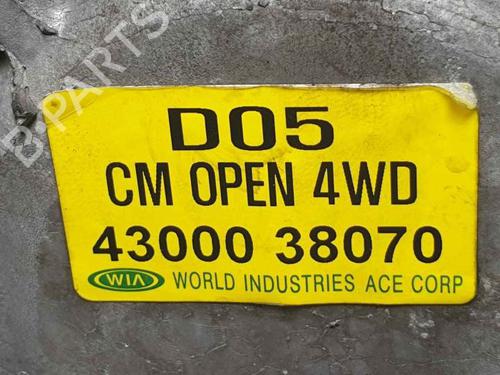 B-PARTS
D05
CM OPEN 4WD
43000 38070
WIA WORLD INDUSTRIES ACE CORP